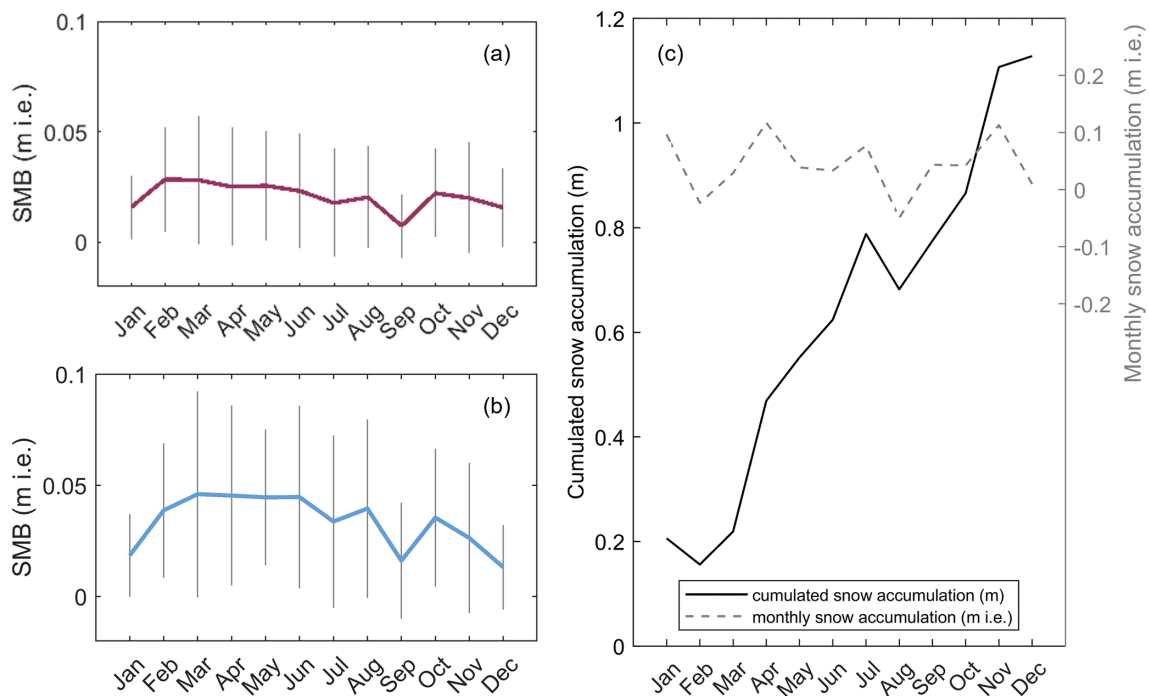 0.1
0.05
0
SMB (m i.e.)
(a)
Jan Feb Mar Apr May Jun Jul Aug Sep Oct Nov Dec
0.1
0.05
0
SMB (m i.e.)
(b)
Jan Feb Mar Apr May Jun Jul Aug Sep Oct Nov Dec
1.2
1
0.8
0.6
0.4
0.2
0
Cumulated snow accumulation (m)
(c)
0.2
0.1
0
-0.1
-0.2
Monthly snow accumulation (m i.e.)
cumulated snow accumulation (m)
monthly snow accumulation (m i.e.)
Jan Feb Mar Apr May Jun Jul Aug Sep Oct Nov Dec